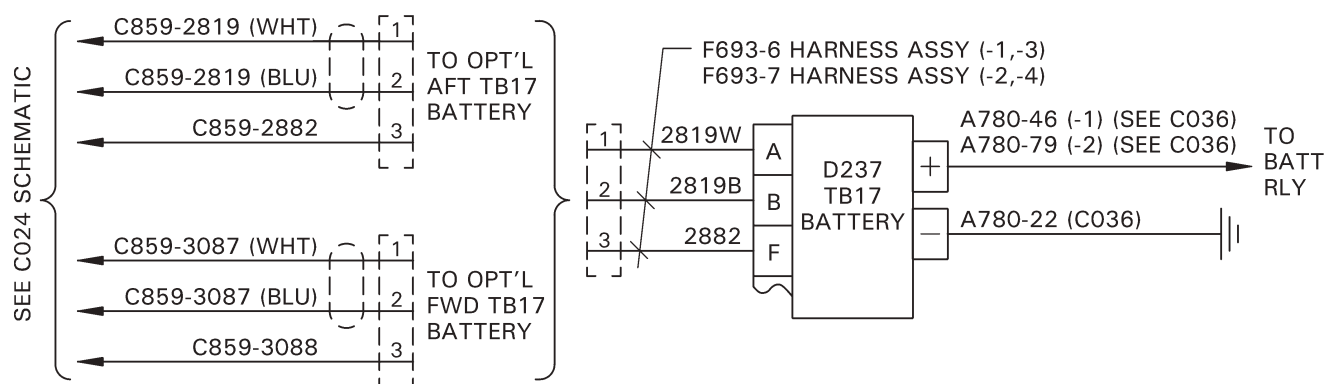 SEE C024 SCHEMATIC
C859-2819 (WHT)
1
C859-2819 (BLU)
2
C859-2882
3
TO OPT'L
AFT TB17
BATTERY
C859-3087 (WHT)
1
C859-3087 (BLU)
2
C859-3088
3
TO OPT'L
FWD TB17
BATTERY
F693-6 HARNESS ASSY (-1,-3)
F693-7 HARNESS ASSY (-2,-4)
1
2819W
A
2
2819B
B
3
2882
F
D237
TB17
BATTERY
+
A780-46 (-1) (SEE C036)
A780-79 (-2) (SEE C036)
TO
BATT
RLY
−
A780-22 (C036)